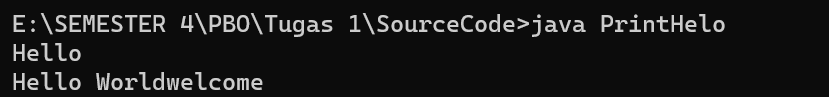 E:\SEMESTER 4\PBO\Tugas 1\SourceCode>java PrintHelo
Hello
Hello Worldwelcome